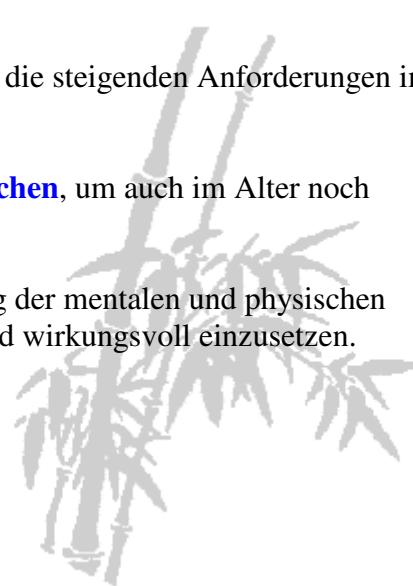 die steigenden Anforderungen in
chen, um auch im Alter noch
g der mentalen und physischen
d wirkungsvoll einzusetzen.